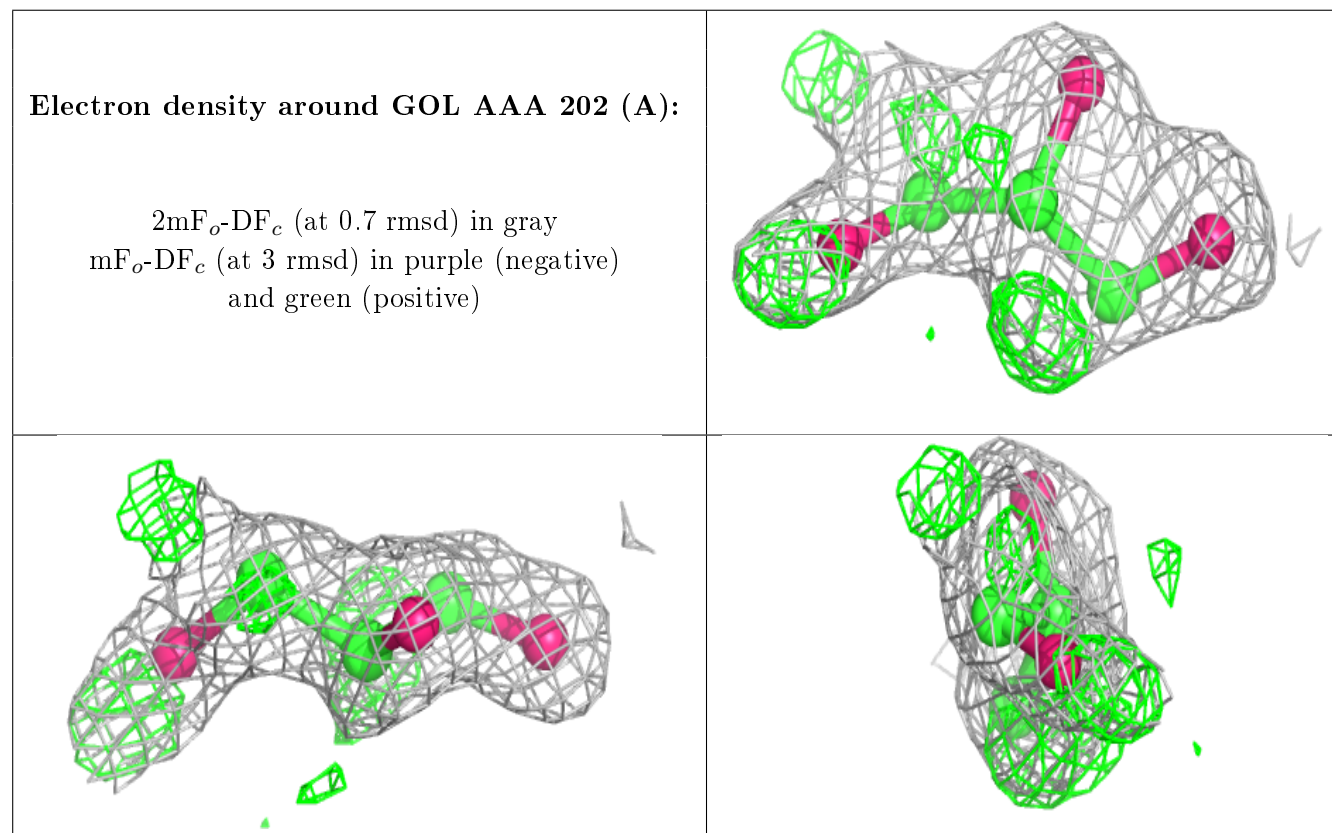 Electron density around GOL AAA 202 (A):
2mFo-DFc (at 0.7 rmsd) in gray
mFo-DFc (at 3 rmsd) in purple (negative)
and green (positive)